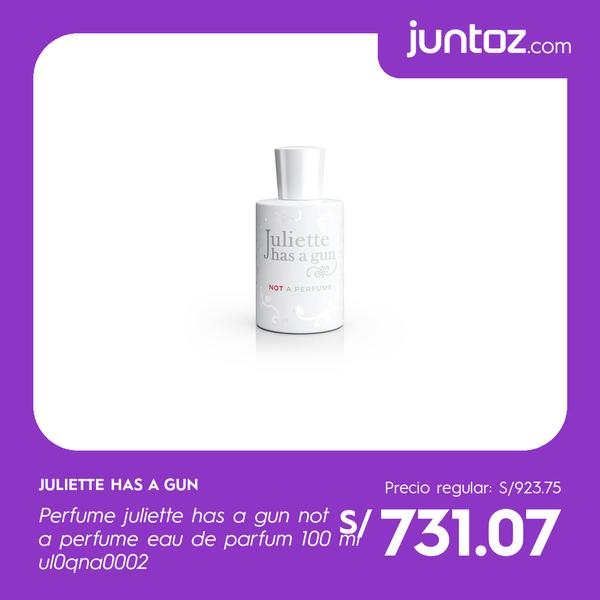 juntoz.com
Juliette
has a gun
NOT A PERFUME
JULIETTE HAS A GUN
Perfume juliette has a gun not
a perfume eau de parfum 100 ml
ul0qna0002
Precio regular: S/923.75
S/ 731.07